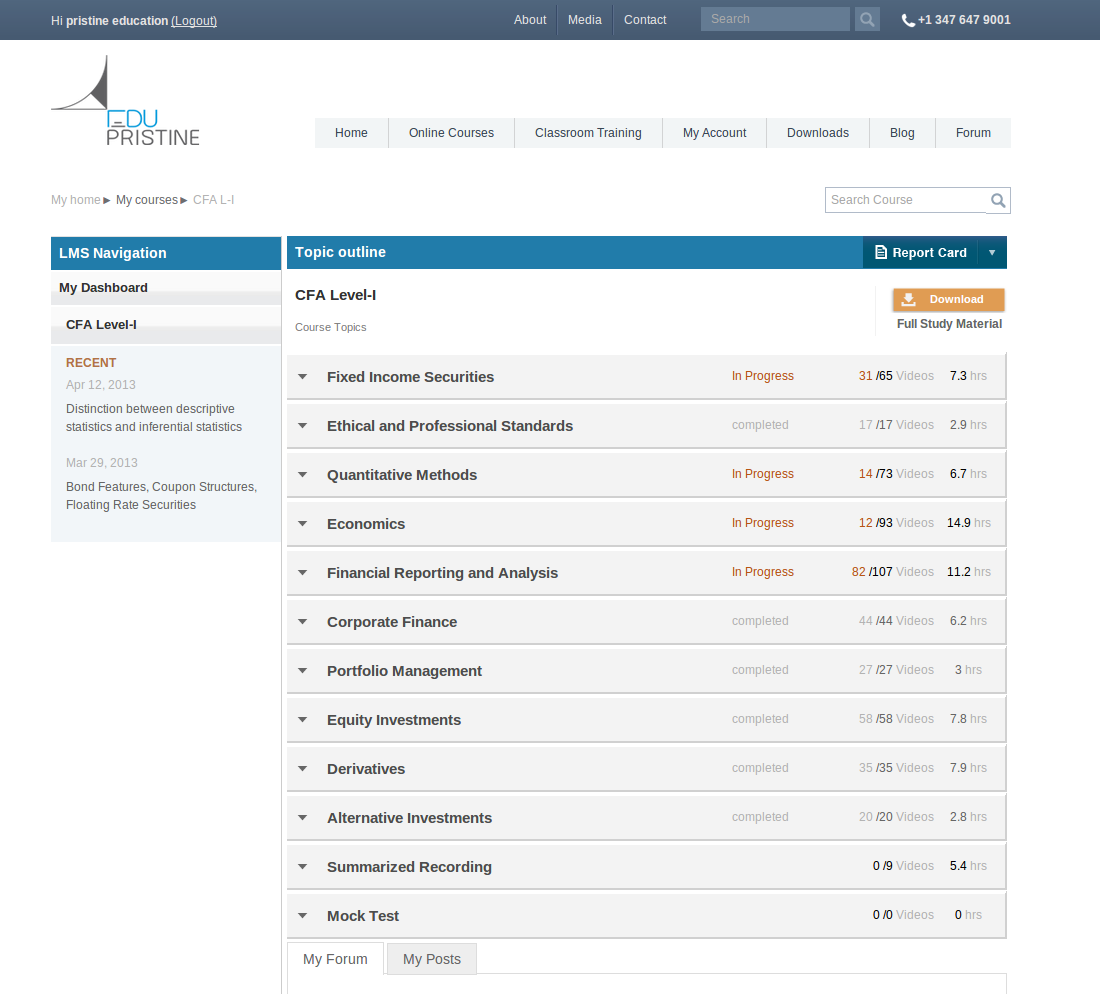 Hi pristine education (Logout)
About
Media
Contact
Search
+1 347 647 9001
EDU
PRISTINE
Home
Online Courses
Classroom Training
My Account
Downloads
Blog
Forum
My home► My courses► CFA L-I
Search Course
LMS Navigation
My Dashboard
CFA Level-I
RECENT
Apr 12, 2013
Distinction between descriptive
statistics and inferential statistics
Mar 29, 2013
Bond Features, Coupon Structures,
Floating Rate Securities
Topic outline
Report Card
CFA Level-I
Download
Course Topics
Full Study Material
Fixed Income Securities In Progress 31 /65 Videos 7.3 hrs
Ethical and Professional Standards completed 17 /17 Videos 2.9 hrs
Quantitative Methods In Progress 14 /73 Videos 6.7 hrs
Economics In Progress 12 /93 Videos 14.9 hrs
Financial Reporting and Analysis In Progress 82 /107 Videos 11.2 hrs
Corporate Finance completed 44 /44 Videos 6.2 hrs
Portfolio Management completed 27 /27 Videos 3 hrs
Equity Investments completed 58 /58 Videos 7.8 hrs
Derivatives completed 35 /35 Videos 7.9 hrs
Alternative Investments completed 20 /20 Videos 2.8 hrs
Summarized Recording 0 /9 Videos 5.4 hrs
Mock Test 0 /0 Videos 0 hrs
My Forum
My Posts